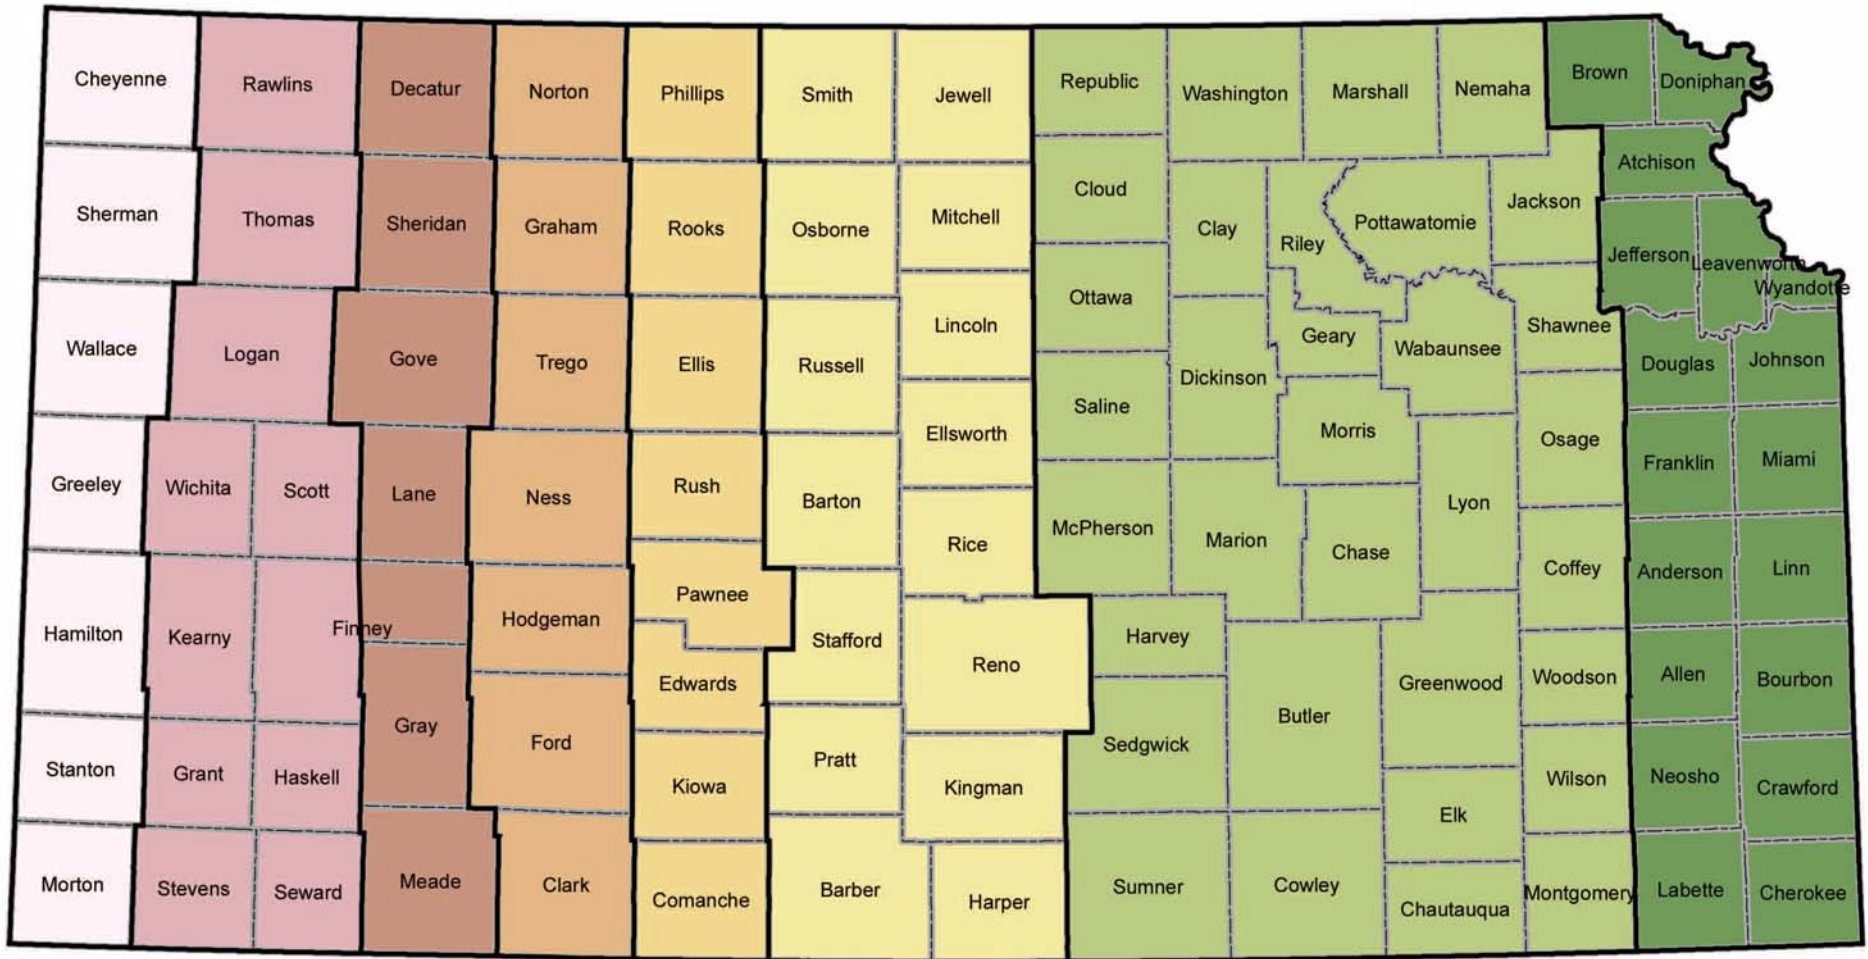 Cheyenne
Rawlins
Decatur
Norton
Phillips
Smith
Jewell
Republic
Washington
Marshall
Nemaha
Brown
Doniphan
Atchison
Sherman
Thomas
Sheridan
Graham
Rooks
Osborne
Mitchell
Cloud
Clay
Riley
Pottawatomie
Jackson
Jefferson
Leavenworth
Wyandotte
Wallace
Logan
Gove
Trego
Ellis
Russell
Lincoln
Ottawa
Dickinson
Geary
Wabaunsee
Shawnee
Douglas
Johnson
Ellsworth
Saline
Morris
Osage
Franklin
Miami
Greeley
Wichita
Scott
Lane
Ness
Rush
Barton
Rice
McPherson
Marion
Chase
Lyon
Coffey
Anderson
Linn
Hamilton
Kearny
Finney
Hodgeman
Pawnee
Edwards
Stafford
Reno
Harvey
Butler
Greenwood
Woodson
Allen
Bourbon
Stanton
Grant
Haskell
Gray
Ford
Kiowa
Pratt
Kingman
Sedgwick
Elk
Wilson
Neosho
Crawford
Morton
Stevens
Seward
Meade
Clark
Comanche
Barber
Harper
Sumner
Cowley
Chautauqua
Montgomery
Labette
Cherokee